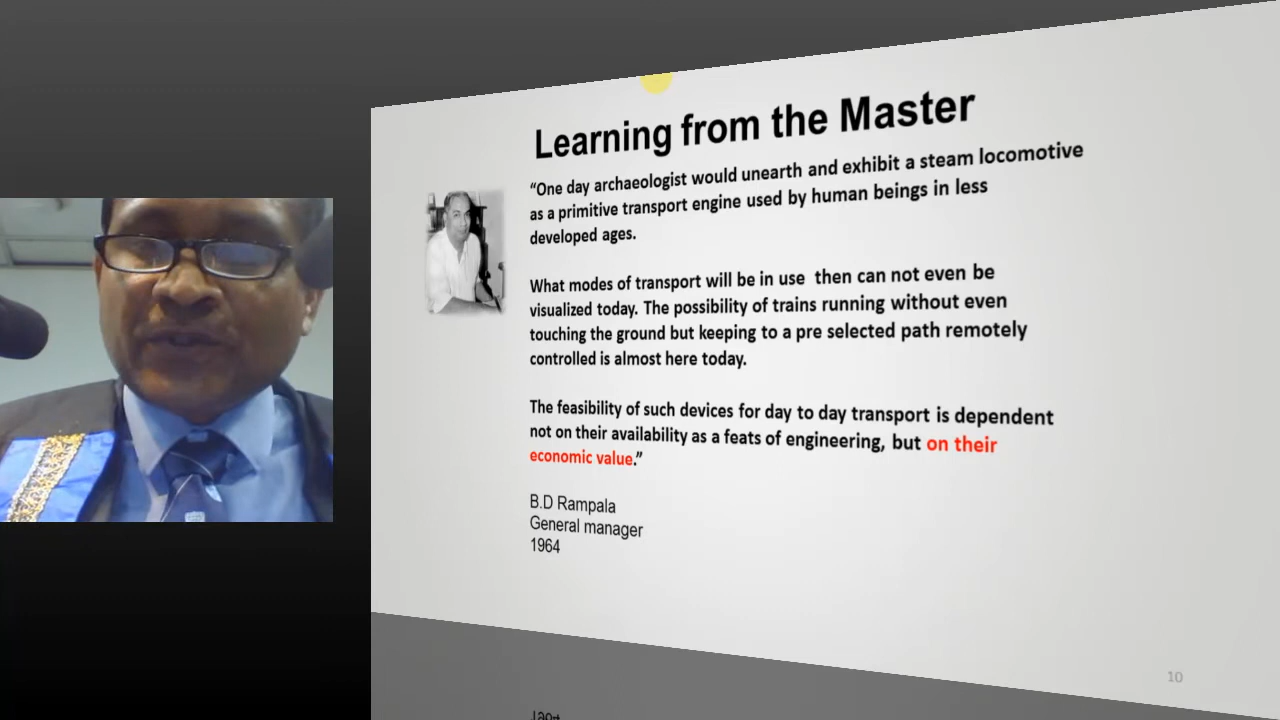 Learning from the Master
“One day archaeologist would unearth and exhibit a steam locomotive
as a primitive transport engine used by human beings in less
developed ages.
What modes of transport will be in use then can not even be
visualized today. The possibility of trains running without even
touching the ground but keeping to a pre selected path remotely
controlled is almost here today.
The feasibility of such devices for day to day transport is dependent
not on their availability as a feats of engineering, but on their
economic value.”
B.D Rampala
General manager
1964
10